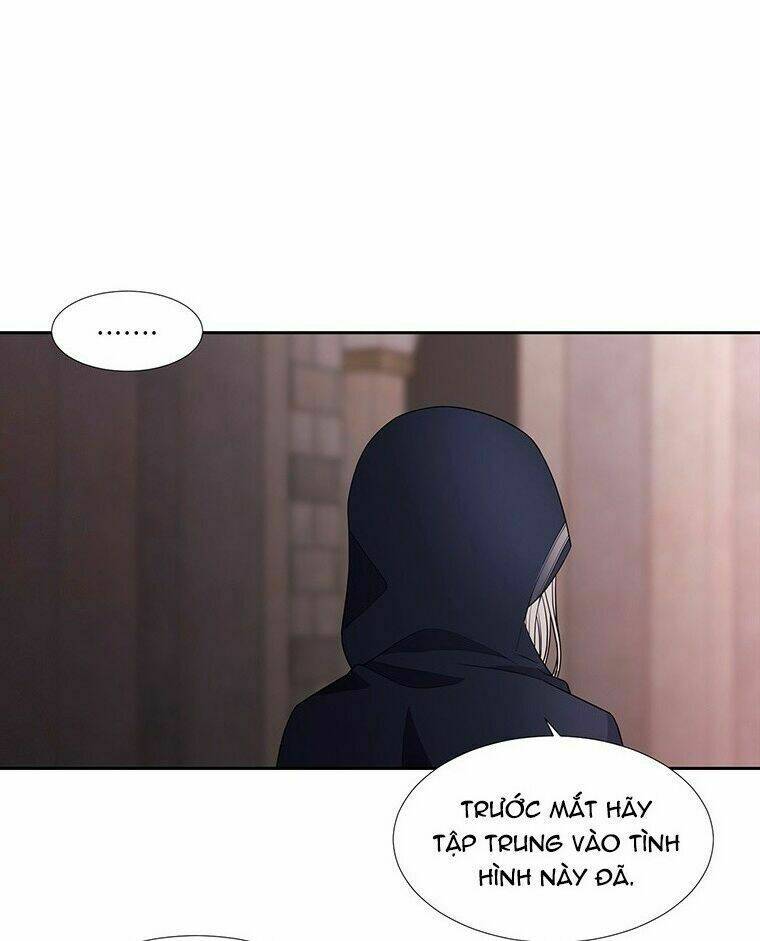 .......
TRƯỚC MẮT HÃY
TẬP TRUNG VÀO TÌNH
HÌNH NÀY ĐÃ.